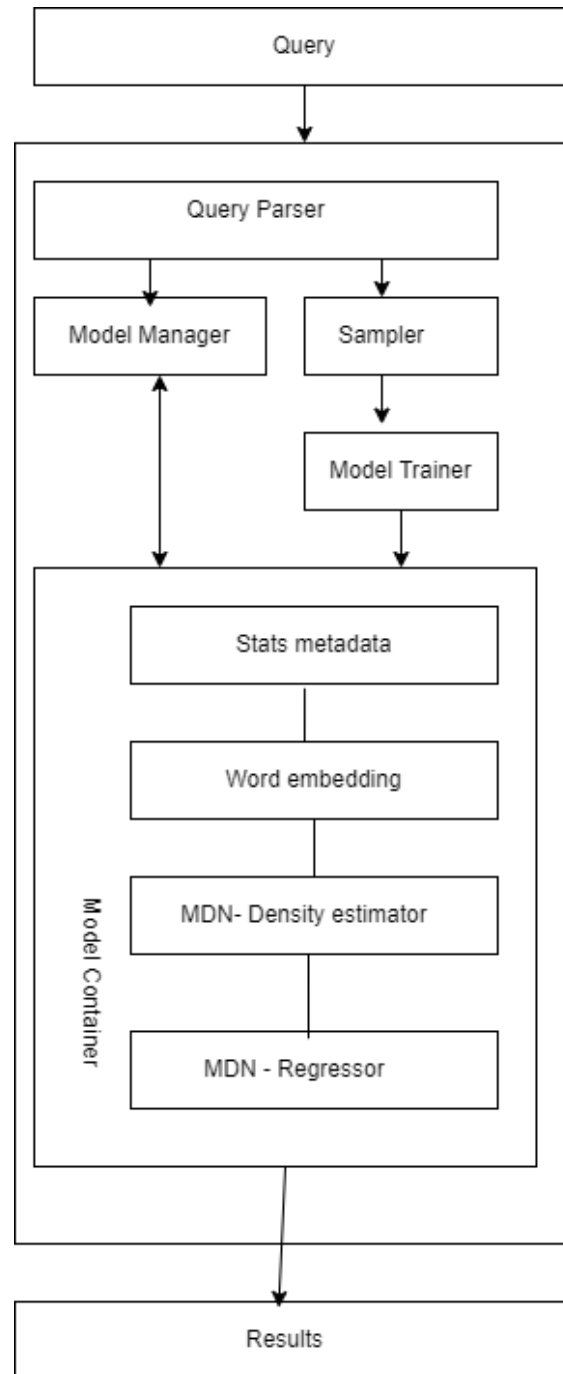 Query
Query Parser
Model Manager
Sampler
Model Trainer
Stats metadata
Word embedding
MDN- Density estimator
MDN - Regressor
Model Container
Results